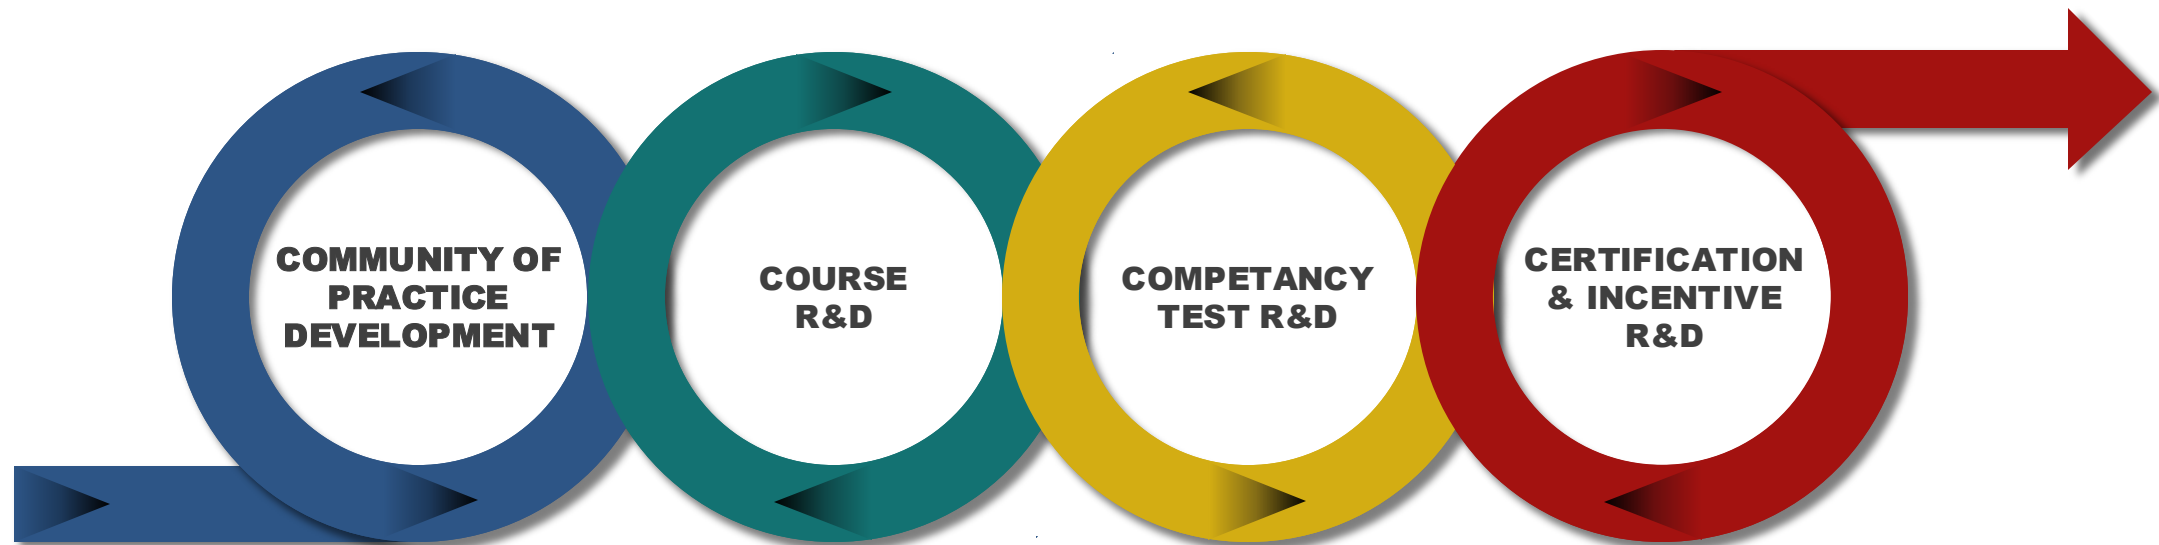 COMMUNITY OF
PRACTICE
DEVELOPMENT
COURSE
R&D
COMPETANCY
TEST R&D
CERTIFICATION
& INCENTIVE
R&D